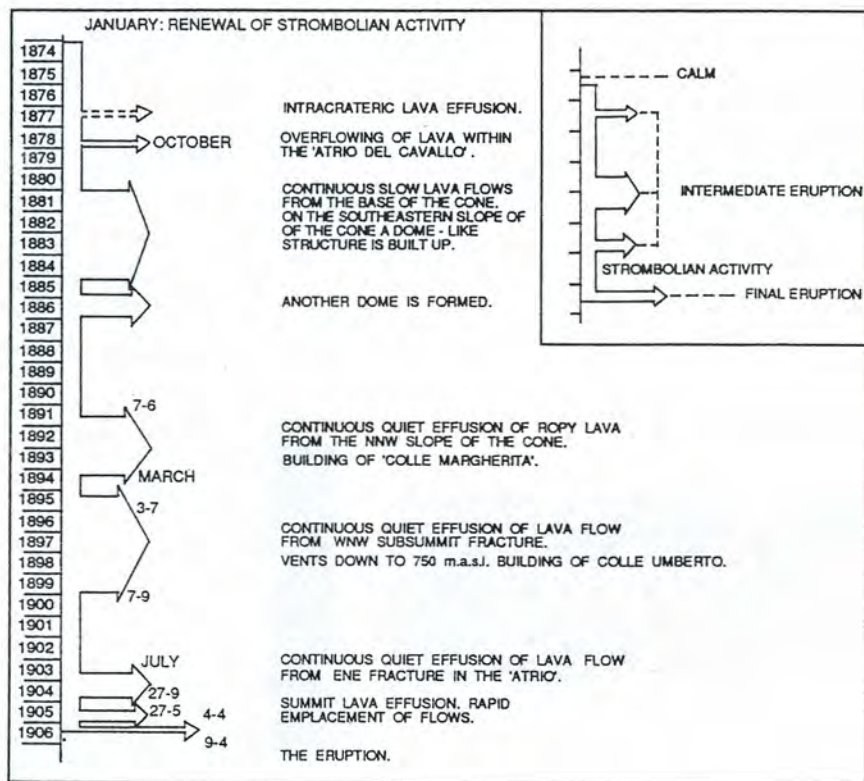 JANUARY: RENEWAL OF STROMBOLIAN ACTIVITY
1874
1875
1876
1877
1878
1879
1880
1881
1882
1883
1884
1885
1886
1887
1888
1889
1890
1891
1892
1893
1894
1895
1896
1897
1898
1899
1900
1901
1902
1903
1904
1905
1906
OCTOBER
7-6
MARCH
3-7
7-9
JULY
27-9
27-5
4-4
9-4
INTRACRATERIC LAVA EFFUSION.
OVERFLOWING OF LAVA WITHIN
THE 'ATRIO DEL CAVALLO'.
CONTINUOUS SLOW LAVA FLOWS
FROM THE BASE OF THE CONE.
ON THE SOUTHEASTERN SLOPE OF
OF THE CONE A DOME - LIKE
STRUCTURE IS BUILT UP.
ANOTHER DOME IS FORMED.
CONTINUOUS QUIET EFFUSION OF ROPY LAVA
FROM THE NNW SLOPE OF THE CONE.
BUILDING OF 'COLLE MARGHERITA'.
CONTINUOUS QUIET EFFUSION OF LAVA FLOW
FROM WNW SUBSUMMIT FRACTURE.
VENTS DOWN TO 750 m.a.s.l. BUILDING OF COLLE UMBERTO.
CONTINUOUS QUIET EFFUSION OF LAVA FLOW
FROM ENE FRACTURE IN THE 'ATRIO'.
SUMMIT LAVA EFFUSION. RAPID
EMPLACEMENT OF FLOWS.
THE ERUPTION.
CALM
INTERMEDIATE ERUPTION
STROMBOLIAN ACTIVITY
FINAL ERUPTION